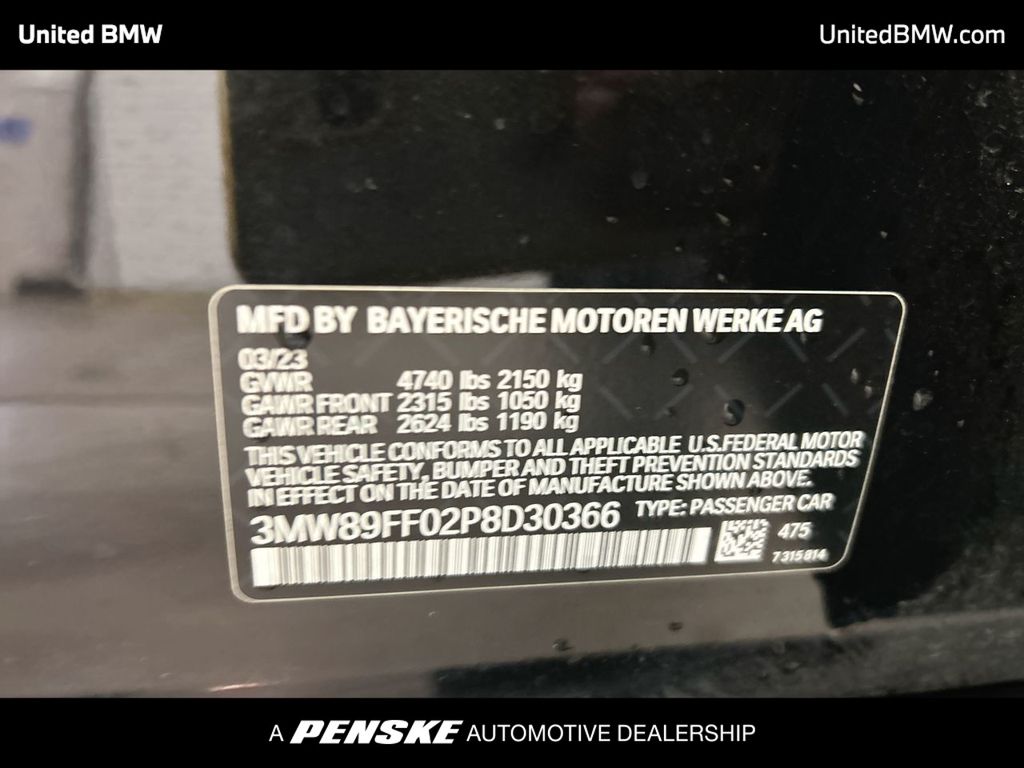 United BMW
UnitedBMW.com
MFD BY BAYERISCHE MOTOREN WERKE AG
03/23
GVWR 4740 lbs 2150 kg
GAWR FRONT 2315 lbs 1050 kg
GAWR REAR 2624 lbs 1190 kg
THIS VEHICLE CONFORMS TO ALL APPLICABLE U.S.FEDERAL MOTOR
VEHICLE SAFETY, BUMPER AND THEFT PREVENTION STANDARDS
IN EFFECT ON THE DATE OF MANUFACTURE SHOWN ABOVE.
3MW89FF02P8D30366 TYPE: PASSENGER CAR
475
7315814
A PENSKE AUTOMOTIVE DEALERSHIP